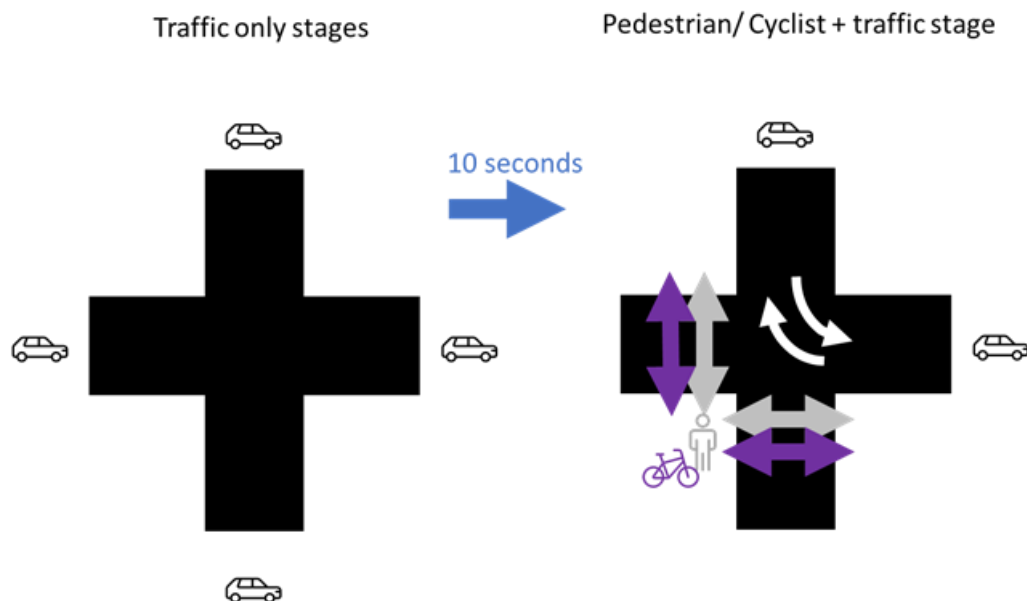 Traffic only stages
Pedestrian/ Cyclist + traffic stage
10 seconds